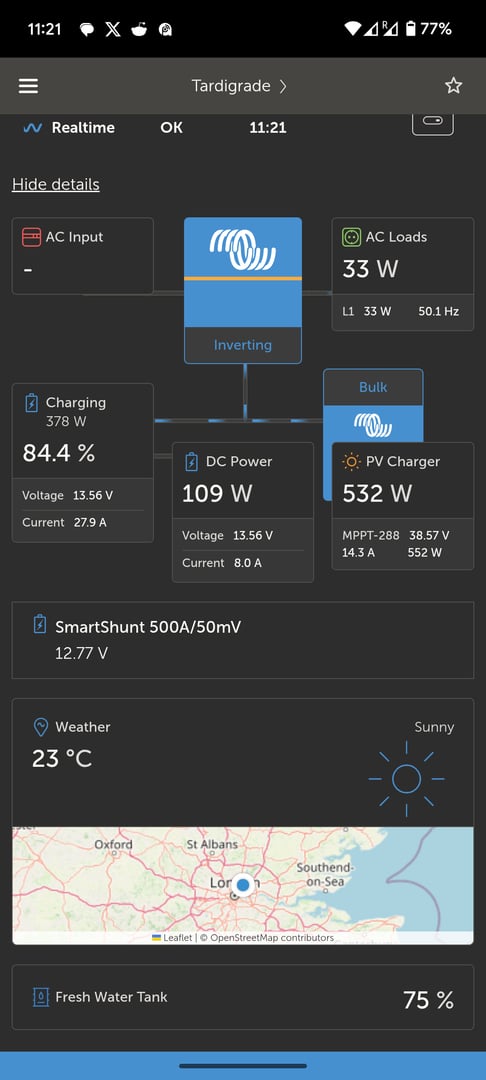 11:21
R
77%
Tardigrade
Realtime OK 11:21
Hide details
AC Input
-
Inverting
AC Loads
33 W
L1 33 W 50.1 Hz
Charging
378 W
84.4 %
Voltage 13.56 V
Current 27.9 A
Bulk
DC Power
109 W
Voltage 13.56 V
Current 8.0 A
PV Charger
532 W
MPPT-288 38.57 V
14.3 A 552 W
SmartShunt 500A/50mV
12.77 V
Weather
Sunny
23 °C
Oxford
St Albans
Southend-
on-Sea
Leaflet | © OpenStreetMap contributors
Fresh Water Tank
75 %